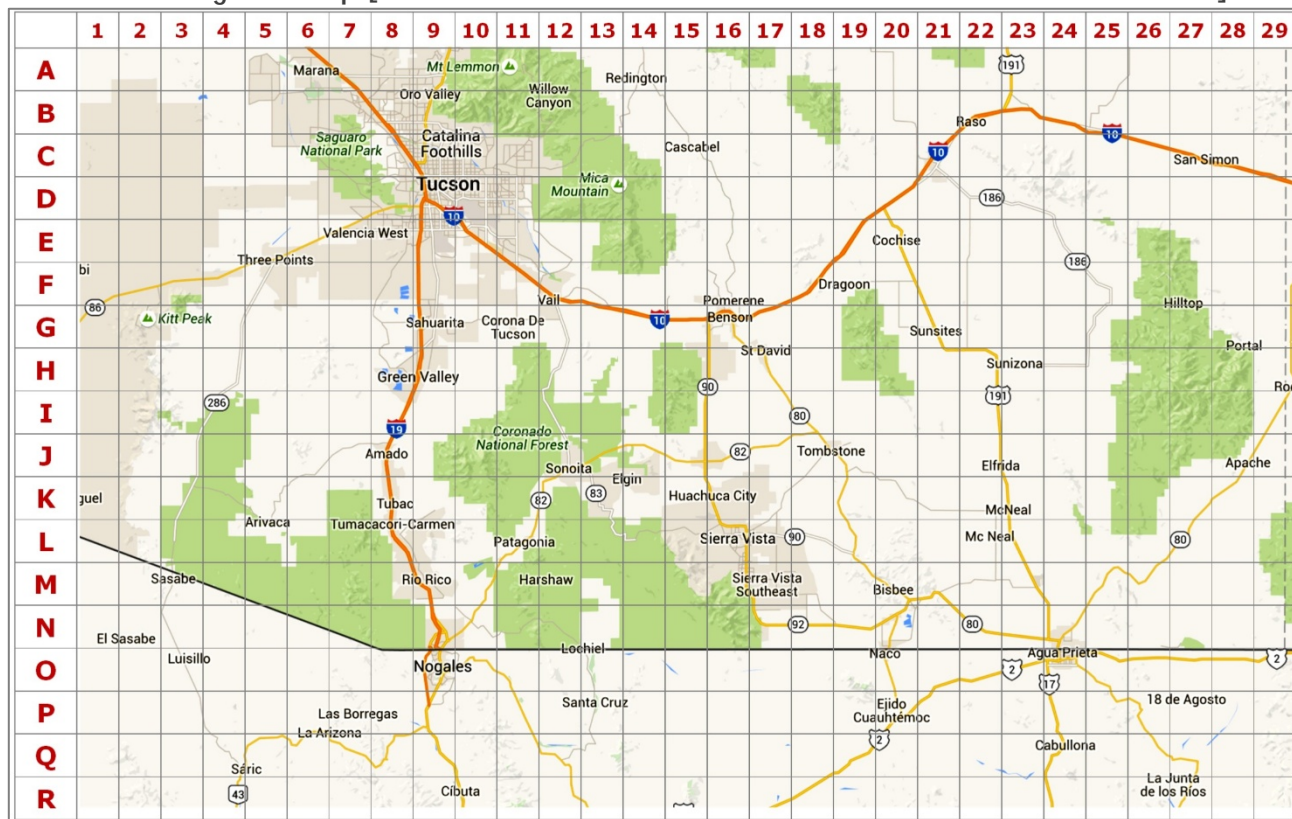 1 2 3 4 5 6 7 8 9 10 11 12 13 14 15 16 17 18 19 20 21 22 23 24 25 26 27 28 29
A
Marana
Mt Lemmon
Redington
191
B
Oro Valley
Willow
Canyon
Raso
C
Saguaro
National Park
Catalina
Foothills
Cascabel
10
10
San Simon
D
Tucson
Mica
Mountain
10
186
E
Valencia West
Cochise
Three Points
bi
186
F
86
Vail
Pomerene
Dragoon
Hilltop
G
Kitt Peak
Sahuarita
Corona De
Tucson
10
Benson
Sunsites
H
Green Valley
St David
Sunizona
Portal
90
I
286
19
80
191
Ro
J
Coronado
National Forest
Amado
Sonoita
82
Tombstone
Elfrida
Apache
Elgin
K
guel
Tubac
82
83
Huachuca City
McNeal
Arivaca
Tumacacori-Carmen
L
Patagonia
Sierra Vista
90
Mc Neal
80
M
Sasabe
Rio Rico
Harshaw
Sierra Vista
Southeast
Bisbee
N
El Sasabe
92
80
Lochiel
O
Luisillo
Nogales
Naco
Agua Prieta
2
2
17
P
Las Borregas
Santa Cruz
Ejido
Cuauhtémoc
18 de Agosto
La Arizona
Q
2
Cabullona
Sáric
R
43
Cíbuta
La Junta
de los Ríos